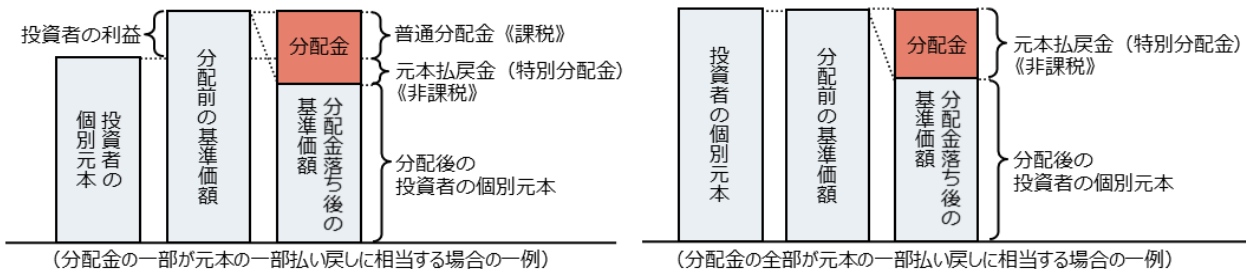 投資者の利益
投資者の
個別元本
分配前の基準価額
分配金
分配金落ち後の
基準価額
普通分配金《課税》
元本払戻金（特別分配金）
《非課税》
分配後の
投資者の個別元本
（分配金の一部が元本の一部払い戻しに相当する場合の一例）
投資者の個別元本
分配前の基準価額
分配金
分配金落ち後の
基準価額
元本払戻金（特別分配金）
《非課税》
分配後の
投資者の個別元本
（分配金の全部が元本の一部払い戻しに相当する場合の一例）